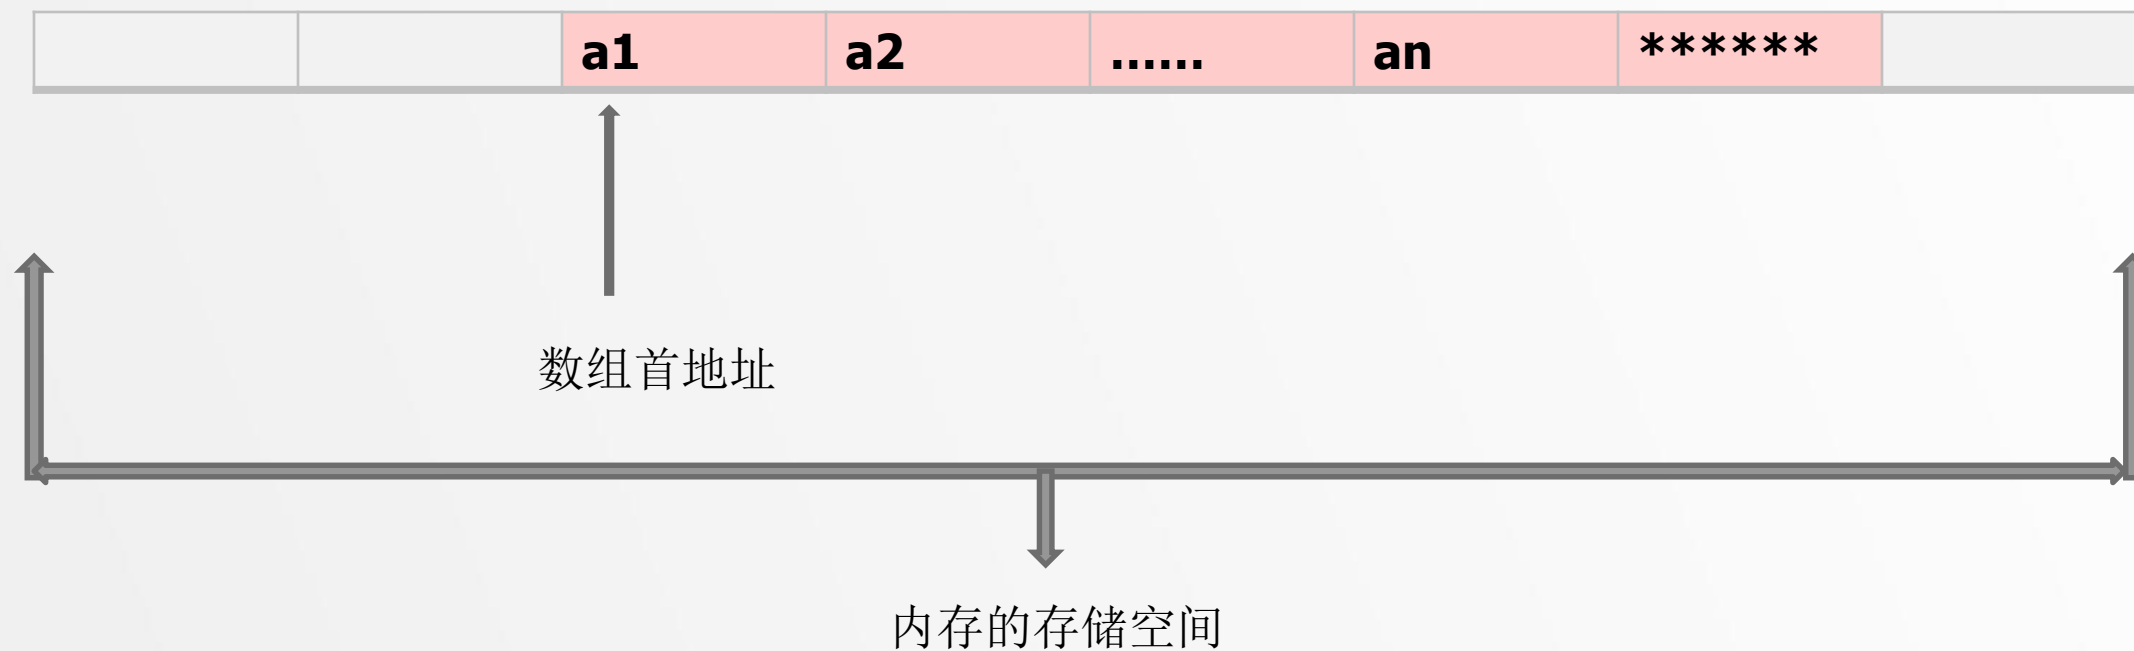 a1 a2 ...... an ******
数组首地址
内存的存储空间